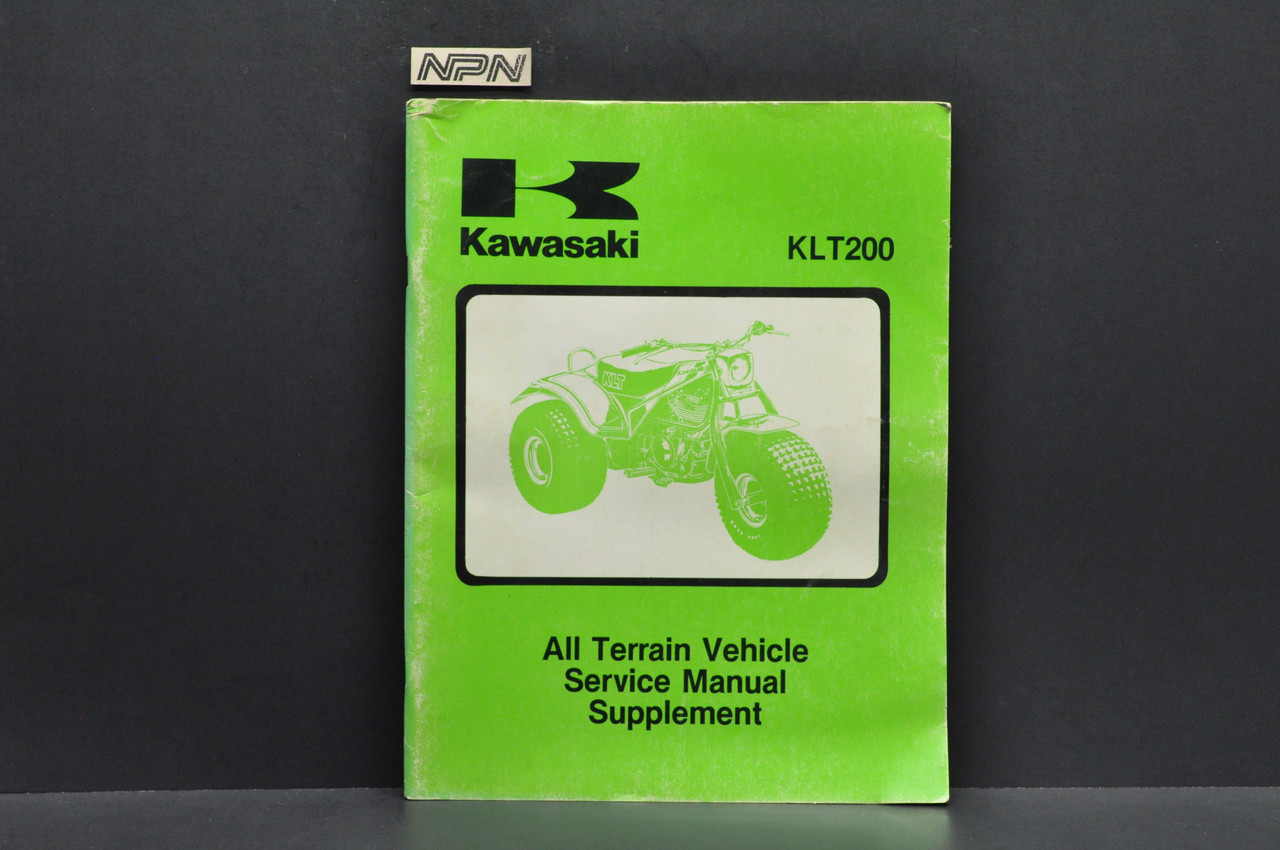 NPN
Kawasaki
KLT200
KLT
All Terrain Vehicle
Service Manual
Supplement